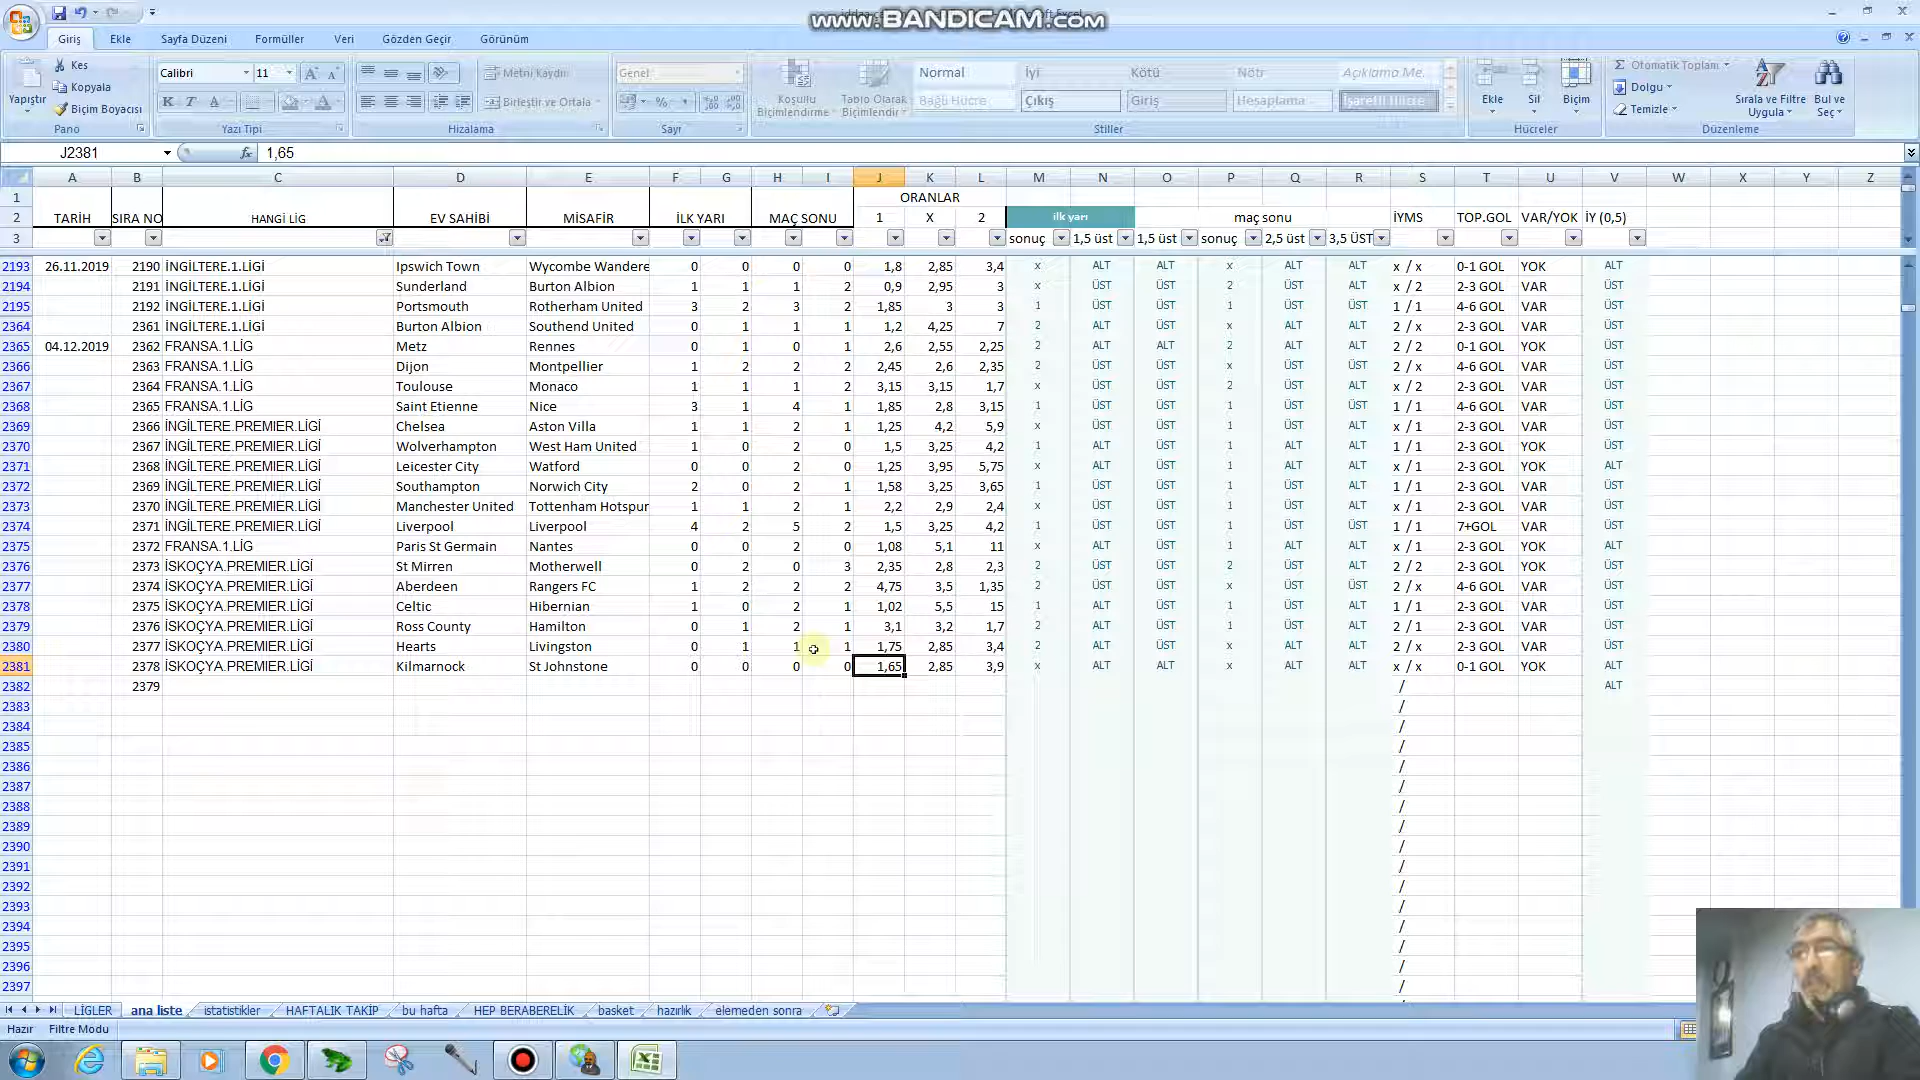 www.BANDICAM.com
Giriş Ekle Sayfa Düzeni Formüller Veri Gözden Geçir Görünüm
Yapıştır Kes Kopyala Biçim Boyacısı Pano
Calibri 11 K T A Yazı Tipi
Metni Kaydır Birleştir ve Ortala Hizalama
Genel Sayı
Koşullu Biçimlendirme Tablo Olarak Biçimlendir
Normal İyi Kötü Nötr Açıklama Me...
Bağlı Hücre Çıkış Giriş Hesaplama İşaretli Hücre
Stiller
Ekle Sil Biçim Hücreler
Otomatik Toplam Dolgu Temizle Sırala ve Filtre Uygula Bul ve Seç Düzenleme
J2381 fx 1,65
A B C D E F G H I J K L M N O P Q R S T U V W X Y Z
1 ORANLAR
2 TARİH SIRA NO HANGİ LİG EV SAHİBİ MİSAFİR İLK YARI MAÇ SONU 1 X 2 ilk yarı maç sonu İYMS TOP.GOL VAR/YOK İY (0,5)
3 sonuç 1,5 üst 1,5 üst sonuç 2,5 üst 3,5 ÜST
2193 26.11.2019 2190 İNGİLTERE.1.LİGİ Ipswich Town Wycombe Wandere 0 0 0 0 1,8 2,85 3,4 x ALT ALT x ALT ALT x / x 0-1 GOL YOK ALT
2194 2191 İNGİLTERE.1.LİGİ Sunderland Burton Albion 1 1 1 2 0,9 2,95 3 x ÜST ÜST 2 ÜST ALT x / 2 2-3 GOL VAR ÜST
2195 2192 İNGİLTERE.1.LİGİ Portsmouth Rotherham United 3 2 3 2 1,85 3 3 1 ÜST ÜST 1 ÜST ÜST 1 / 1 4-6 GOL VAR ÜST
2364 2361 İNGİLTERE.1.LİGİ Burton Albion Southend United 0 1 1 1 1,2 4,25 7 2 ALT ÜST x ALT ALT 2 / x 2-3 GOL VAR ÜST
2365 04.12.2019 2362 FRANSA.1.LİG Metz Rennes 0 1 0 1 2,6 2,55 2,25 2 ALT ALT 2 ALT ALT 2 / 2 0-1 GOL YOK ÜST
2366 2363 FRANSA.1.LİG Dijon Montpellier 1 2 2 2 2,45 2,6 2,35 2 ÜST ÜST x ÜST ÜST 2 / x 4-6 GOL VAR ÜST
2367 2364 FRANSA.1.LİG Toulouse Monaco 1 1 1 2 3,15 3,15 1,7 x ÜST ÜST 2 ÜST ALT x / 2 2-3 GOL VAR ÜST
2368 2365 FRANSA.1.LİG Saint Etienne Nice 3 1 4 1 1,85 2,8 3,15 1 ÜST ÜST 1 ÜST ÜST 1 / 1 4-6 GOL VAR ÜST
2369 2366 İNGİLTERE.PREMIER.LİGİ Chelsea Aston Villa 1 1 2 1 1,25 4,2 5,9 x ÜST ÜST 1 ÜST ALT x / 1 2-3 GOL VAR ÜST
2370 2367 İNGİLTERE.PREMIER.LİGİ Wolverhampton West Ham United 1 0 2 0 1,5 3,25 4,2 1 ALT ÜST 1 ALT ALT 1 / 1 2-3 GOL YOK ÜST
2371 2368 İNGİLTERE.PREMIER.LİGİ Leicester City Watford 0 0 2 0 1,25 3,95 5,75 x ALT ÜST 1 ALT ALT x / 1 2-3 GOL YOK ALT
2372 2369 İNGİLTERE.PREMIER.LİGİ Southampton Norwich City 2 0 2 1 1,58 3,25 3,65 1 ÜST ÜST 1 ÜST ALT 1 / 1 2-3 GOL VAR ÜST
2373 2370 İNGİLTERE.PREMIER.LİGİ Manchester United Tottenham Hotspur 1 1 2 1 2,2 2,9 2,4 x ÜST ÜST 1 ÜST ALT x / 1 2-3 GOL VAR ÜST
2374 2371 İNGİLTERE.PREMIER.LİGİ Liverpool Liverpool 4 2 5 2 1,5 3,25 4,2 1 ÜST ÜST 1 ÜST ÜST 1 / 1 7+GOL VAR ÜST
2375 2372 FRANSA.1.LİG Paris St Germain Nantes 0 0 2 0 1,08 5,1 11 x ALT ÜST 1 ALT ALT x / 1 2-3 GOL YOK ALT
2376 2373 İSKOÇYA.PREMIER.LİGİ St Mirren Motherwell 0 2 0 3 2,35 2,8 2,3 2 ÜST ÜST 2 ÜST ALT 2 / 2 2-3 GOL YOK ÜST
2377 2374 İSKOÇYA.PREMIER.LİGİ Aberdeen Rangers FC 1 2 2 2 4,75 3,5 1,35 2 ÜST ÜST x ÜST ÜST 2 / x 4-6 GOL VAR ÜST
2378 2375 İSKOÇYA.PREMIER.LİGİ Celtic Hibernian 1 0 2 1 1,02 5,5 15 1 ALT ÜST 1 ÜST ALT 1 / 1 2-3 GOL VAR ÜST
2379 2376 İSKOÇYA.PREMIER.LİGİ Ross County Hamilton 0 1 2 1 3,1 3,2 1,7 2 ALT ÜST 1 ÜST ALT 2 / 1 2-3 GOL VAR ÜST
2380 2377 İSKOÇYA.PREMIER.LİGİ Hearts Livingston 0 1 1 1 1,75 2,85 3,4 2 ALT ÜST x ALT ALT 2 / x 2-3 GOL VAR ÜST
2381 2378 İSKOÇYA.PREMIER.LİGİ Kilmarnock St Johnstone 0 0 0 0 1,65 2,85 3,9 x ALT ALT x ALT ALT x / x 0-1 GOL YOK ALT
2382 2379 / ALT
2383 /
2384 /
2385 /
2386 /
2387 /
2388 /
2389 /
2390 /
2391 /
2392 /
2393 /
2394 /
2395 /
2396 /
2397 /
LİGLER ana liste istatistikler HAFTALIK TAKİP bu hafta HEP BERABERELİK basket hazırlık elemeden sonra
Hazır Filtre Modu